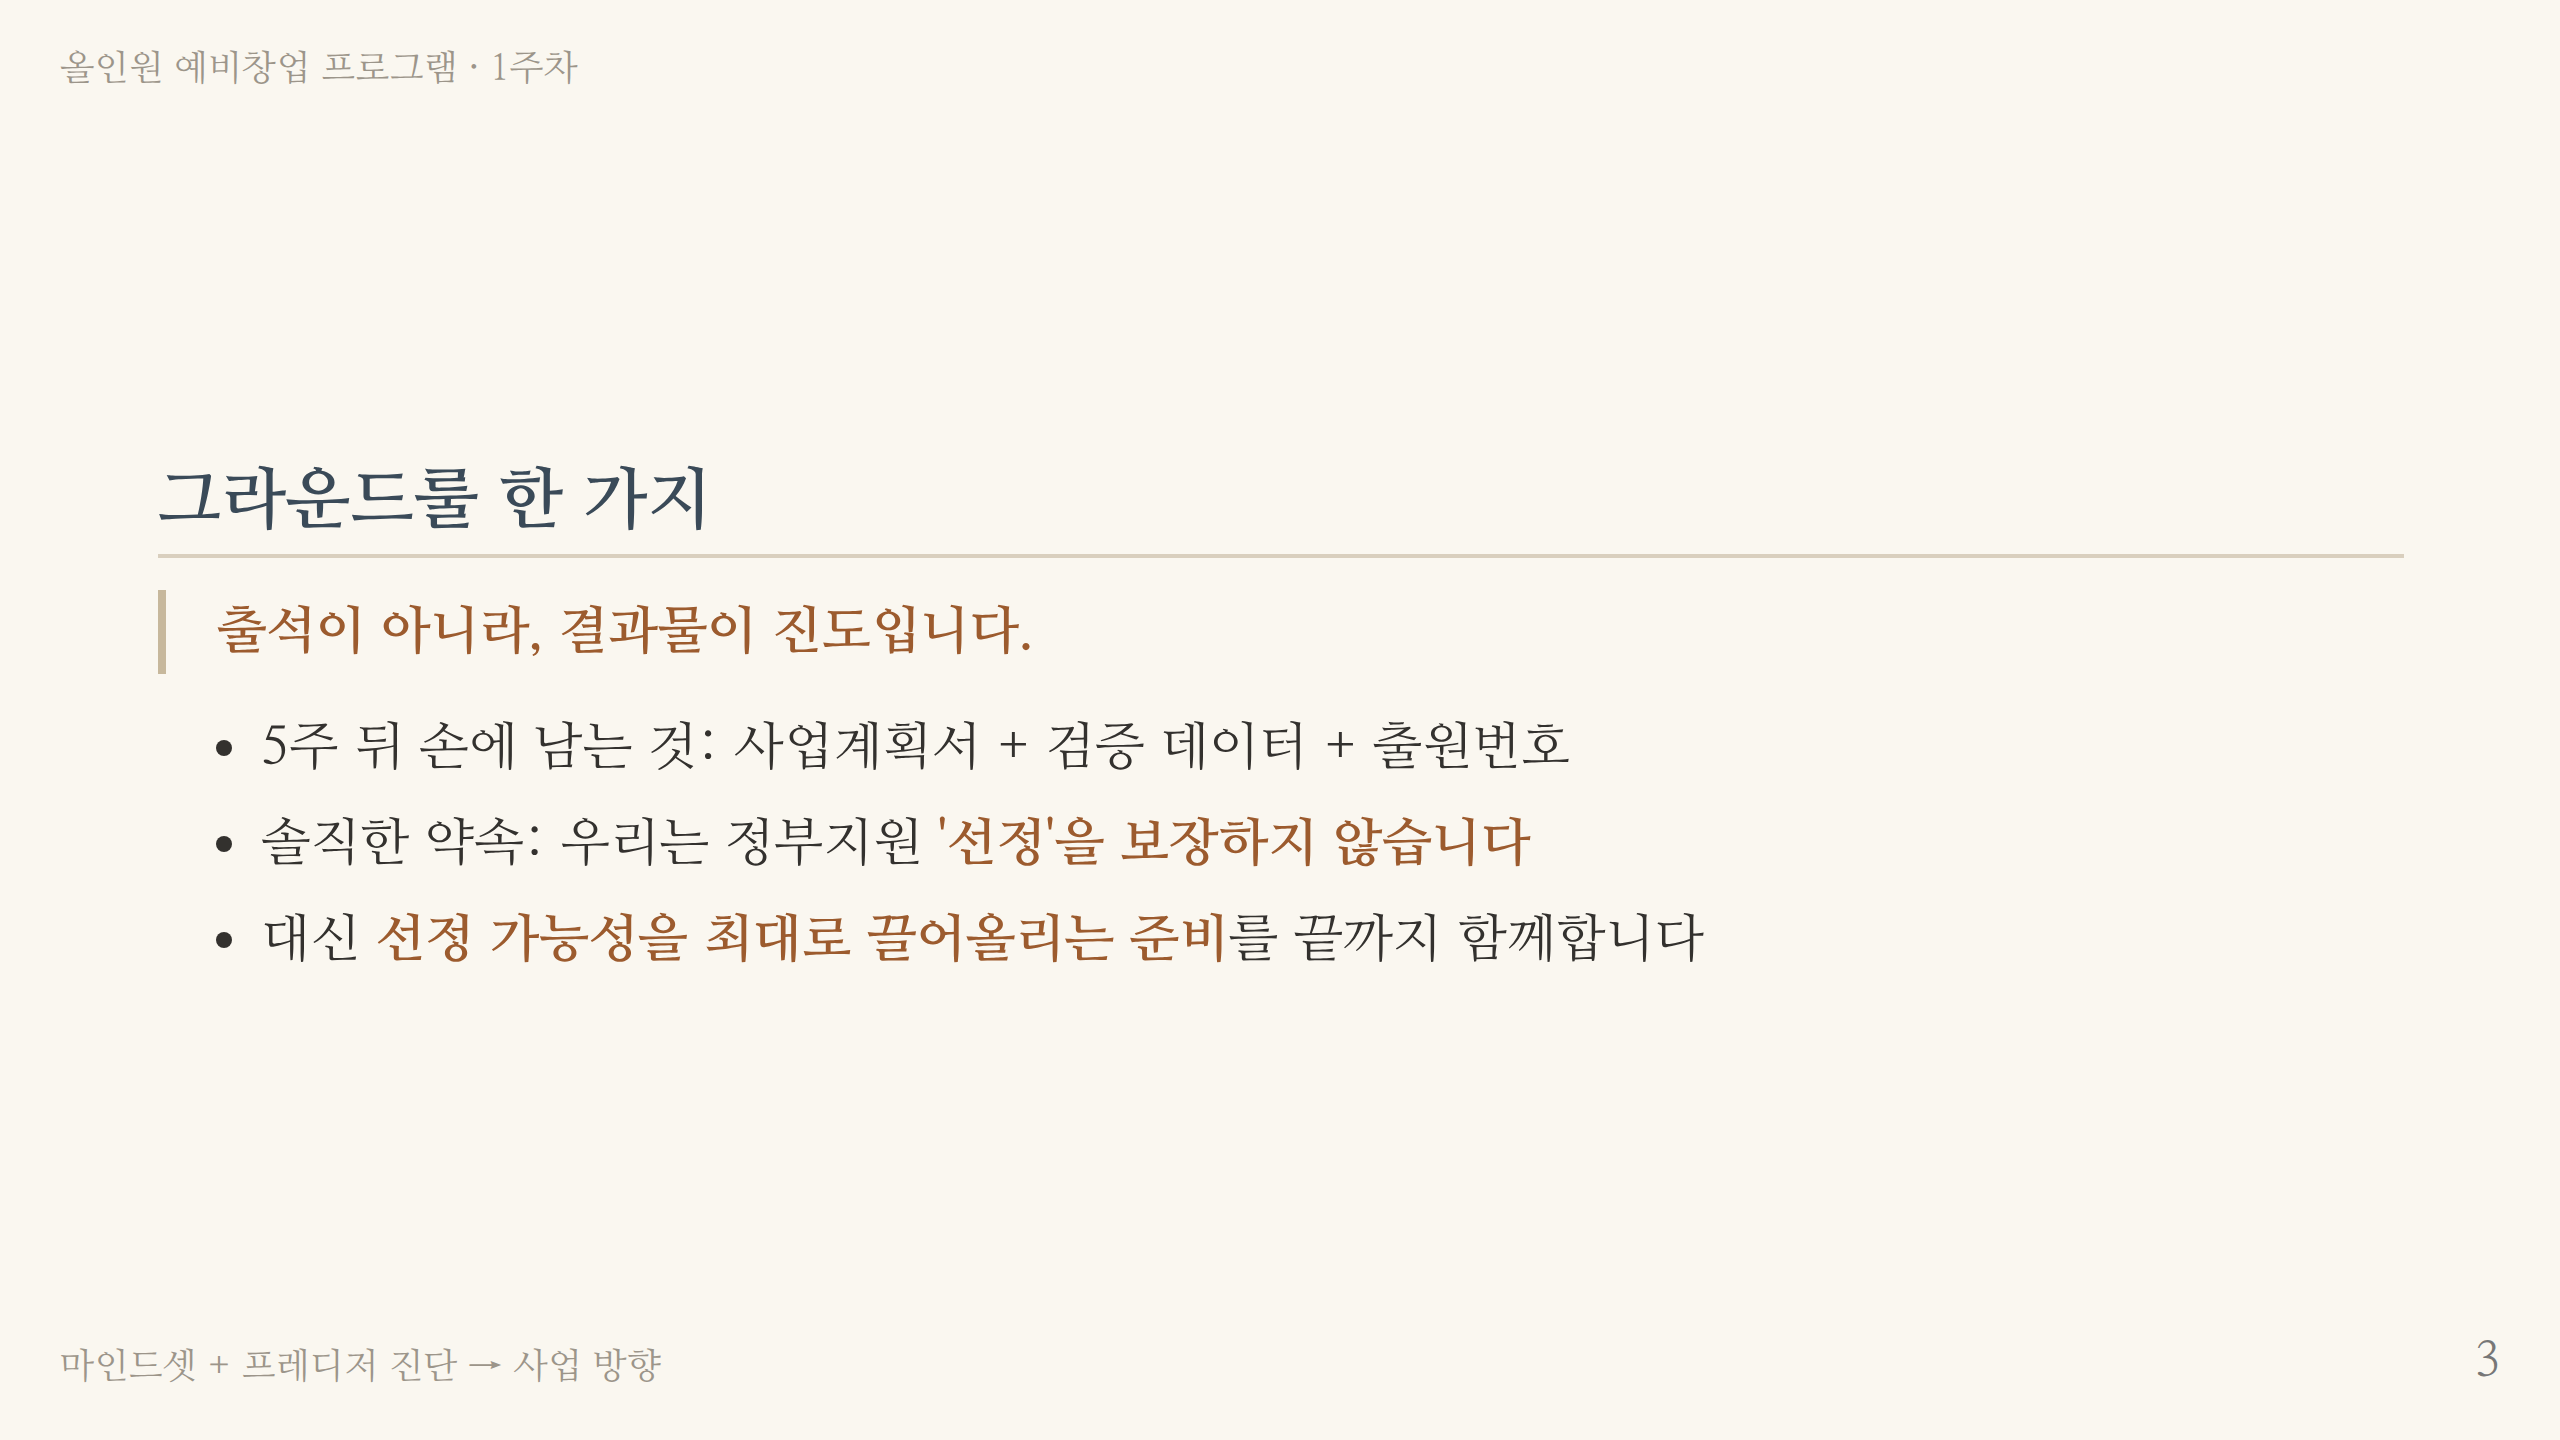 올인원 예비창업 프로그램 · 1주차
그라운드룰 한 가지
출석이 아니라, 결과물이 진도입니다.
• 5주 뒤 손에 남는 것: 사업계획서 + 검증 데이터 + 출원번호
• 솔직한 약속: 우리는 정부지원 '선정'을 보장하지 않습니다
• 대신 선정 가능성을 최대로 끌어올리는 준비를 끝까지 함께합니다
마인드셋 + 프레디저 진단 → 사업 방향
3